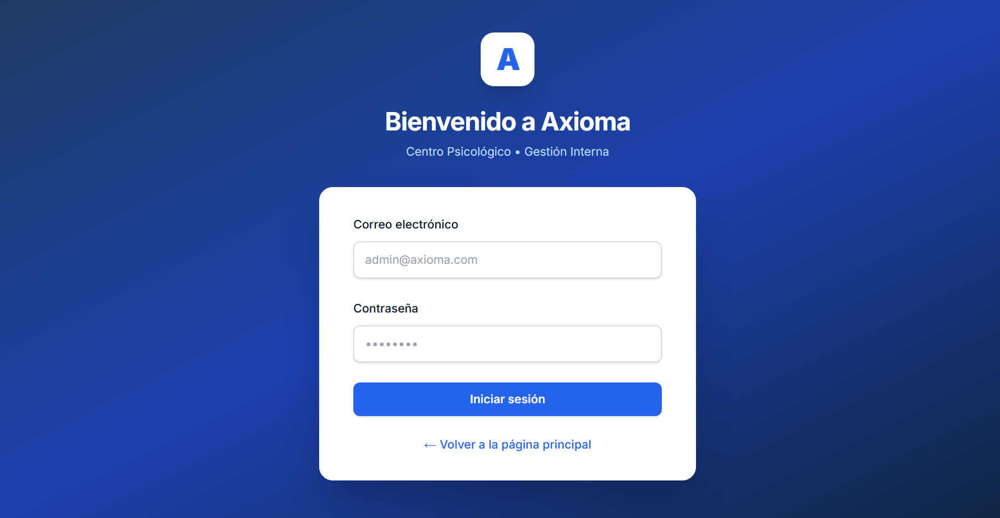 A
Bienvenido a Axioma
Centro Psicológico • Gestión Interna
Correo electrónico
admin@axioma.com
Contraseña
••••••••
Iniciar sesión
← Volver a la página principal